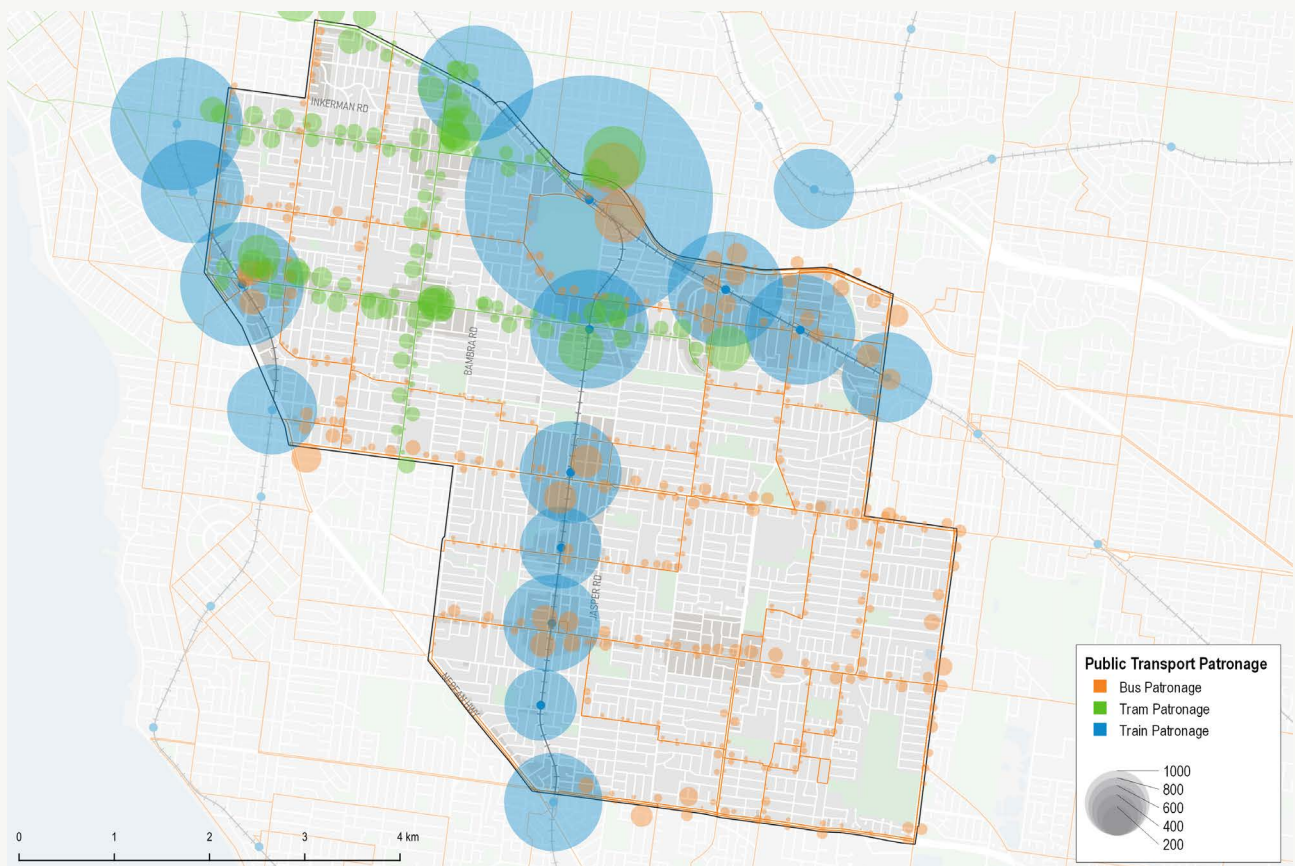 INKERMAN RD
BAMBRA RD
JASPER RD
NEPEAN HWY
Public Transport Patronage
Bus Patronage
Tram Patronage
Train Patronage
1000
800
600
400
200
0 1 2 3 4 km